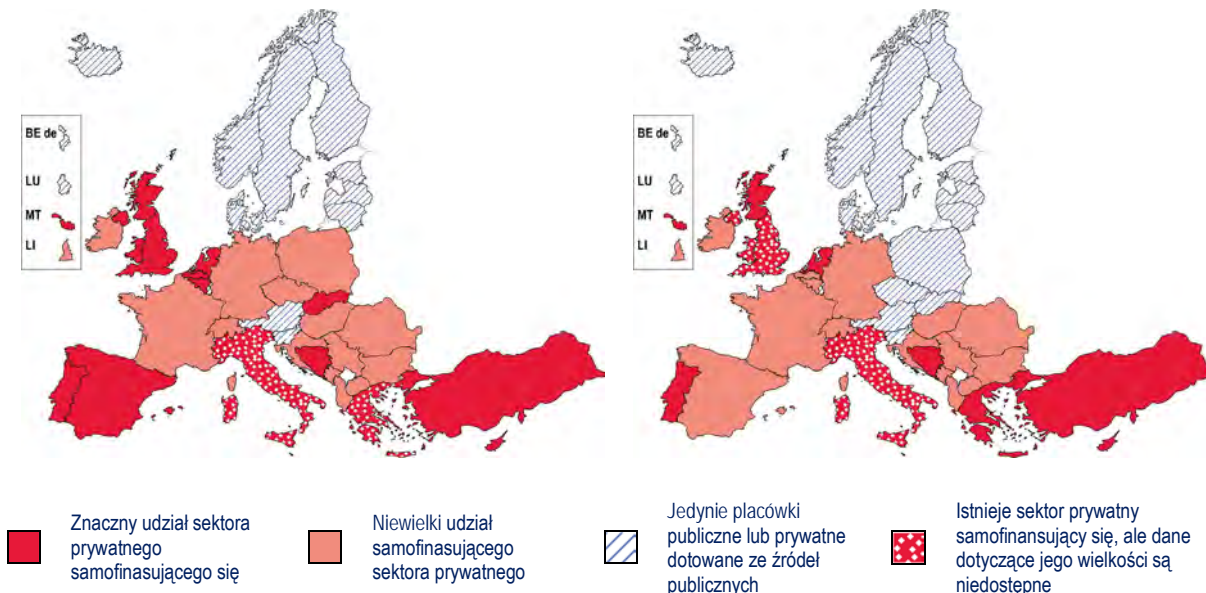 BE de
LU
MT
LI
BE de
LU
MT
LI
Znaczny udział sektora
prywatnego
samofinasującego się
Niewielki udział
samofinasującego
sektora prywatnego
Jedynie placówki
publiczne lub prywatne
dotowane ze źródeł
publicznych
Istnieje sektor prywatny
samofinansujący się, ale dane
dotyczące jego wielkości są
niedostępne